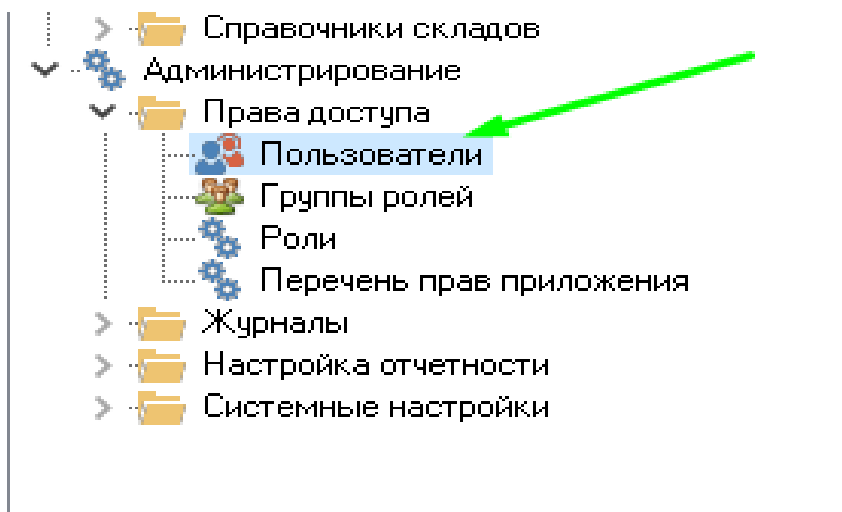 Справочники складов
Администрирование
Права доступа
Пользователи
Группы ролей
Роли
Перечень прав приложения
Журналы
Настройка отчетности
Системные настройки